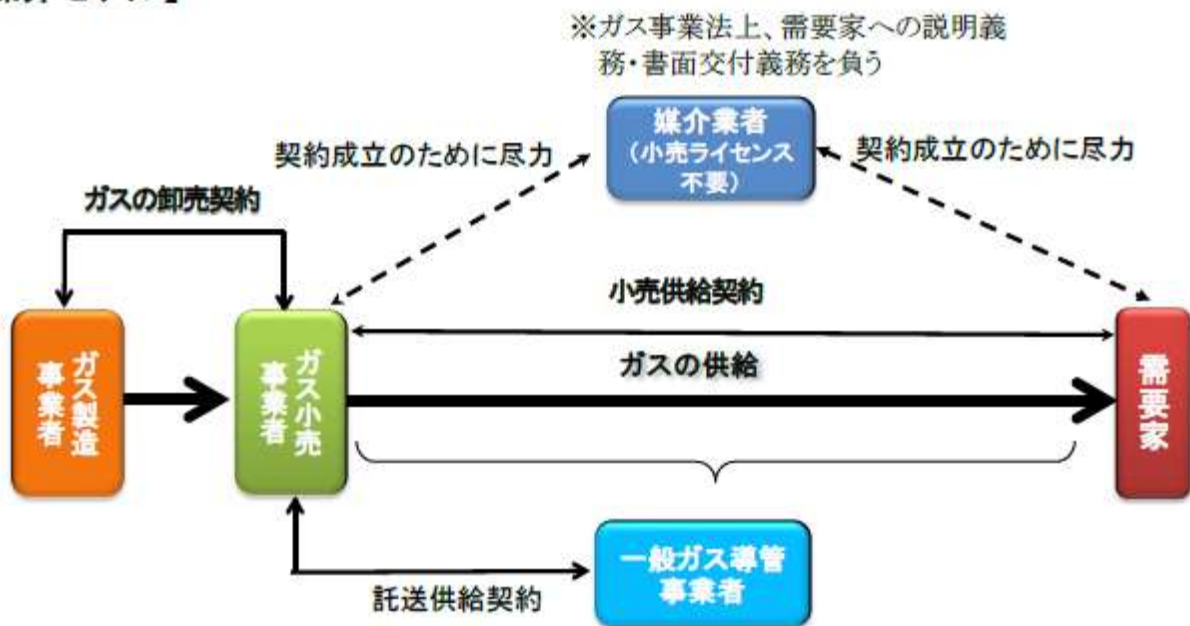 ※ガス事業法上、需要家への説明義
務・書面交付義務を負う
媒介業者
（小売ライセンス
不要）
契約成立のために尽力
契約成立のために尽力
ガスの卸売契約
小売供給契約
ガス製造
事業者
ガス小売
事業者
ガスの供給
需要家
一般ガス導管
事業者
託送供給契約